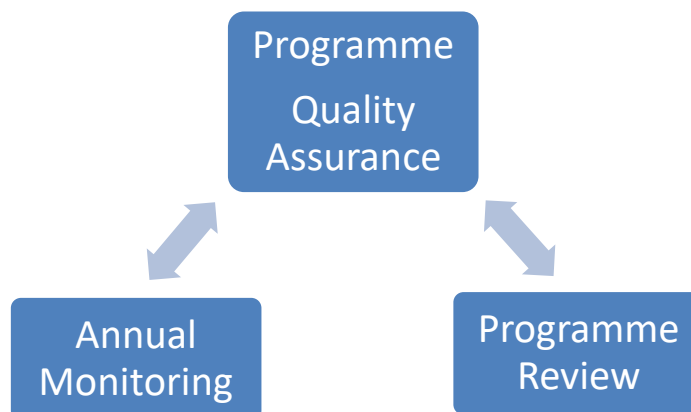 Programme
Quality
Assurance
Annual
Monitoring
Programme
Review